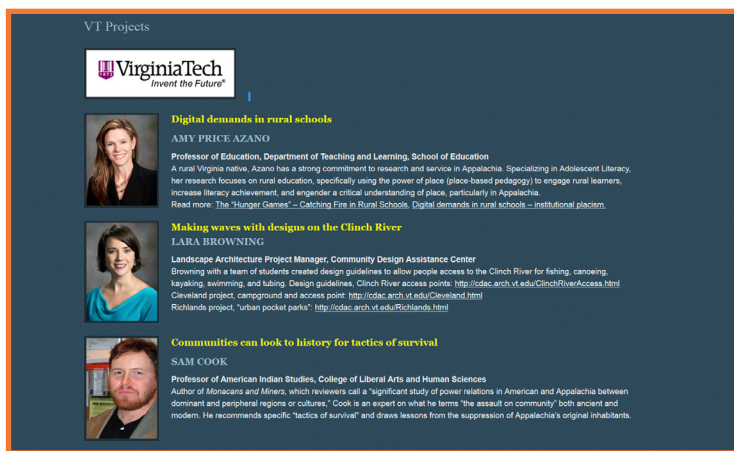 VT Projects
VirginiaTech
Invent the Future®
Digital demands in rural schools
AMY PRICE AZANO
Professor of Education, Department of Teaching and Learning, School of Education
A rural Virginia native, Azano has a strong commitment to research and service in Appalachia. Specializing in Adolescent Literacy,
her research focuses on rural education, specifically using the power of place (place-based pedagogy) to engage rural learners,
increase literacy achievement, and engender a critical understanding of place, particularly in Appalachia.
Read more: The "Hunger Games" – Catching Fire in Rural Schools, Digital demands in rural schools – institutional placism.
Making waves with designs on the Clinch River
LARA BROWNING
Landscape Architecture Project Manager, Community Design Assistance Center
Browning with a team of students created design guidelines to allow people access to the Clinch River for fishing, canoeing,
kayaking, swimming, and tubing. Design guidelines, Clinch River access points: http://cdac.arch.vt.edu/ClinchRiverAccess.html
Cleveland project, campground and access point: http://cdac.arch.vt.edu/Cleveland.html
Richlands project, "urban pocket parks": http://cdac.arch.vt.edu/Richlands.html
Communities can look to history for tactics of survival
SAM COOK
Professor of American Indian Studies, College of Liberal Arts and Human Sciences
Author of Monacans and Miners, which reviewers call a "significant study of power relations in American and Appalachia between
dominant and peripheral regions or cultures," Cook is an expert on what he terms "the assault on community" both ancient and
modern. He recommends specific "tactics of survival" and draws lessons from the suppression of Appalachia's original inhabitants.